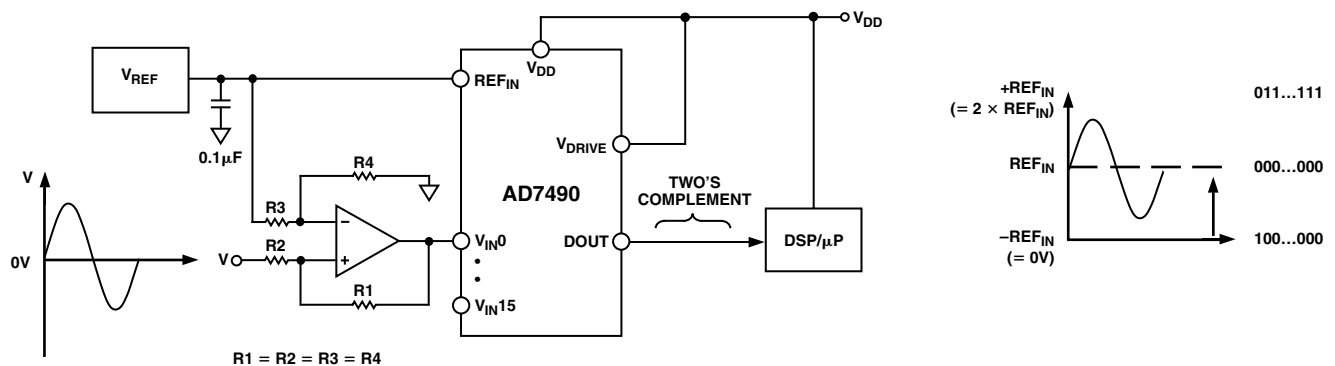 V_DD
V_REF
REF_IN
V_DD
0.1µF
V_DRIVE
R4
V
AD7490
TWO'S
COMPLEMENT
R3
–
V_IN0
DOUT
DSP/µP
R2
0V
V
+
R1
V_IN15
R1 = R2 = R3 = R4
+REF_IN
(= 2 × REF_IN)
011...111
REF_IN
000...000
–REF_IN
(= 0V)
100...000